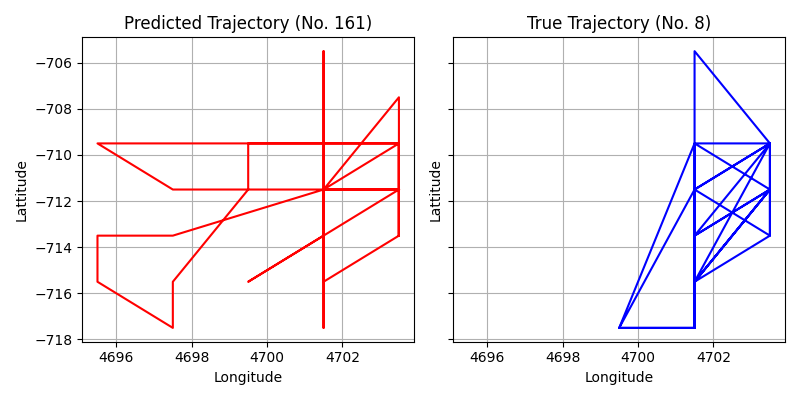 Predicted Trajectory (No. 161)
True Trajectory (No. 8)
Lattitude
−706
−708
−710
−712
−714
−716
−718
4696 4698 4700 4702
Longitude
Lattitude
4696 4698 4700 4702
Longitude